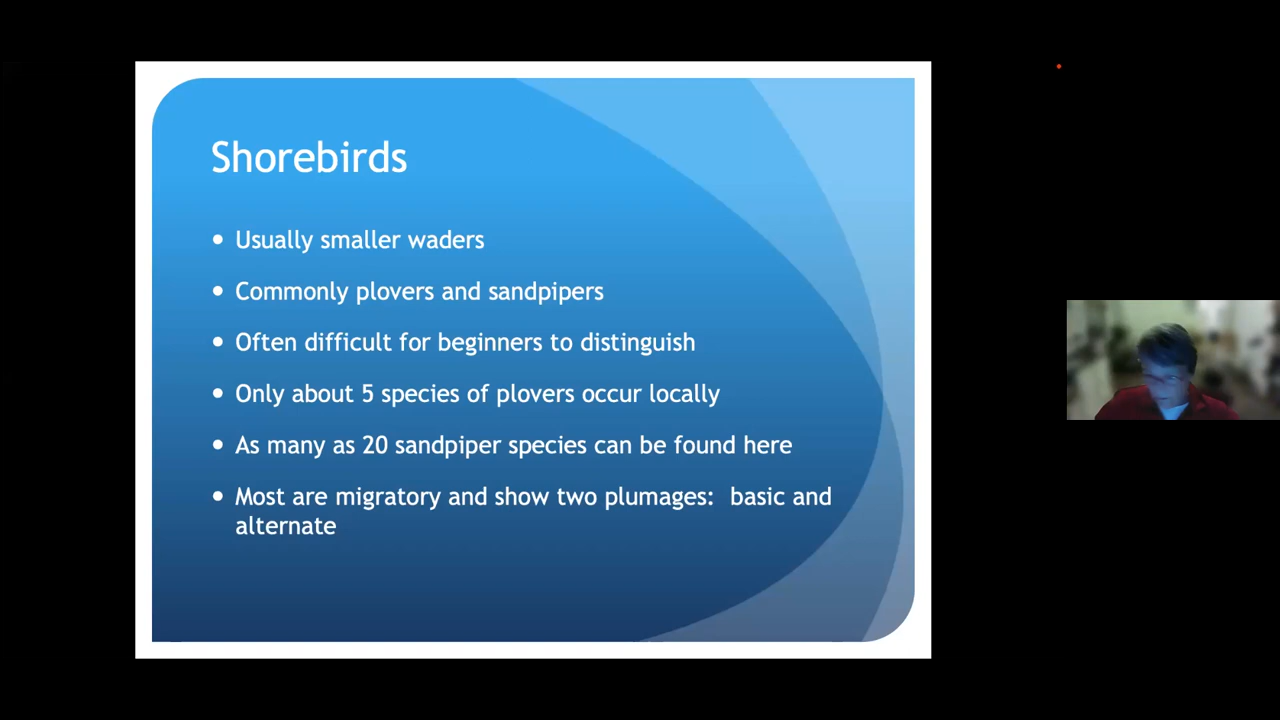 Shorebirds
• Usually smaller waders
• Commonly plovers and sandpipers
• Often difficult for beginners to distinguish
• Only about 5 species of plovers occur locally
• As many as 20 sandpiper species can be found here
• Most are migratory and show two plumages:  basic and
alternate